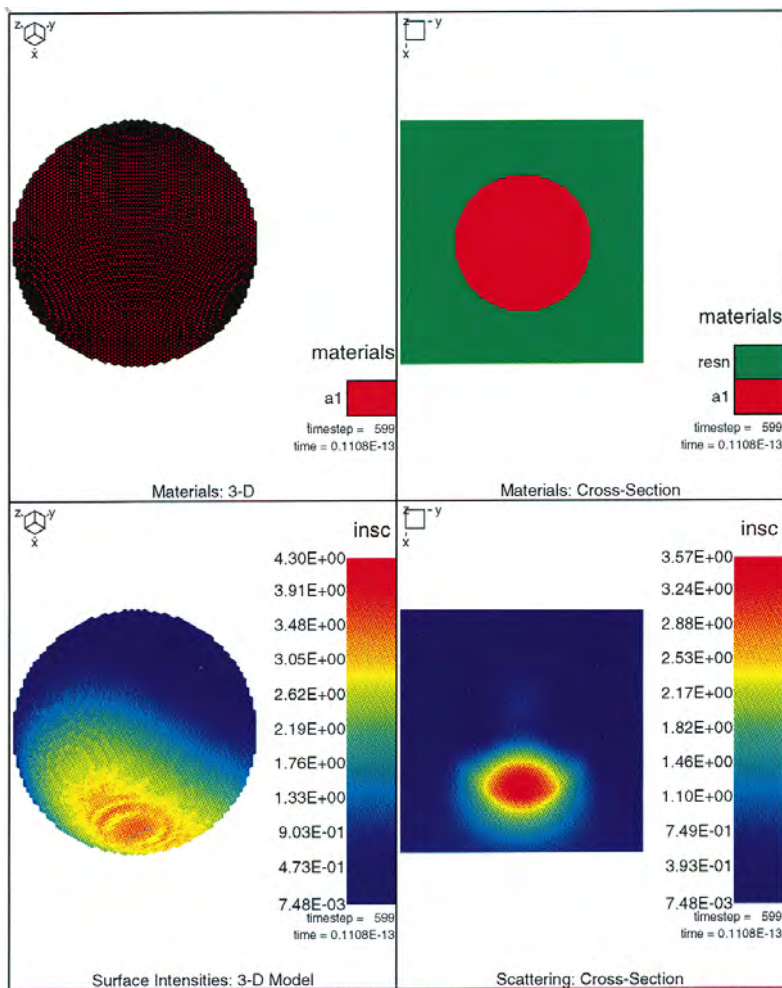 z y
x
materials
a1
timestep = 599
time = 0.1108E-13
Materials: 3-D
z y
x
materials
resn
a1
timestep = 599
time = 0.1108E-13
Materials: Cross-Section
z y
x
insc
4.30E+00
3.91E+00
3.48E+00
3.05E+00
2.62E+00
2.19E+00
1.76E+00
1.33E+00
9.03E-01
4.73E-01
7.48E-03
timestep = 599
time = 0.1108E-13
Surface Intensities: 3-D Model
z y
x
insc
3.57E+00
3.24E+00
2.88E+00
2.53E+00
2.17E+00
1.82E+00
1.46E+00
1.10E+00
7.49E-01
3.93E-01
7.48E-03
timestep = 599
time = 0.1108E-13
Scattering: Cross-Section